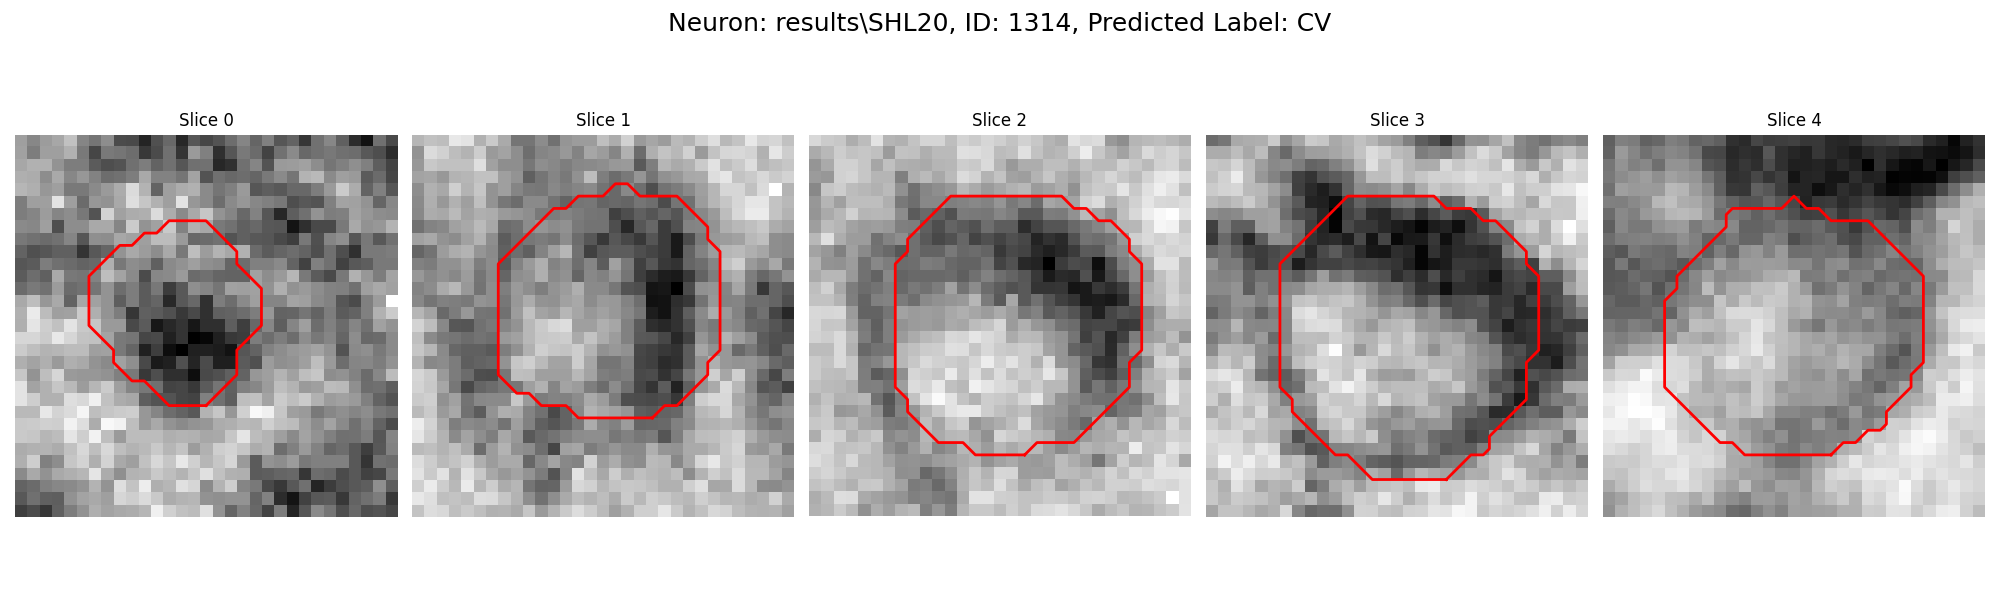 Neuron: results\SHL20, ID: 1314, Predicted Label: CV
Slice 0
Slice 1
Slice 2
Slice 3
Slice 4